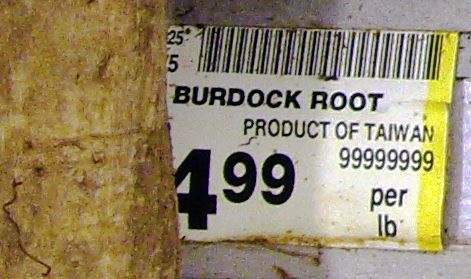 25°
5
BURDOCK ROOT
PRODUCT OF TAIWAN
99999999
4.99
per
lb